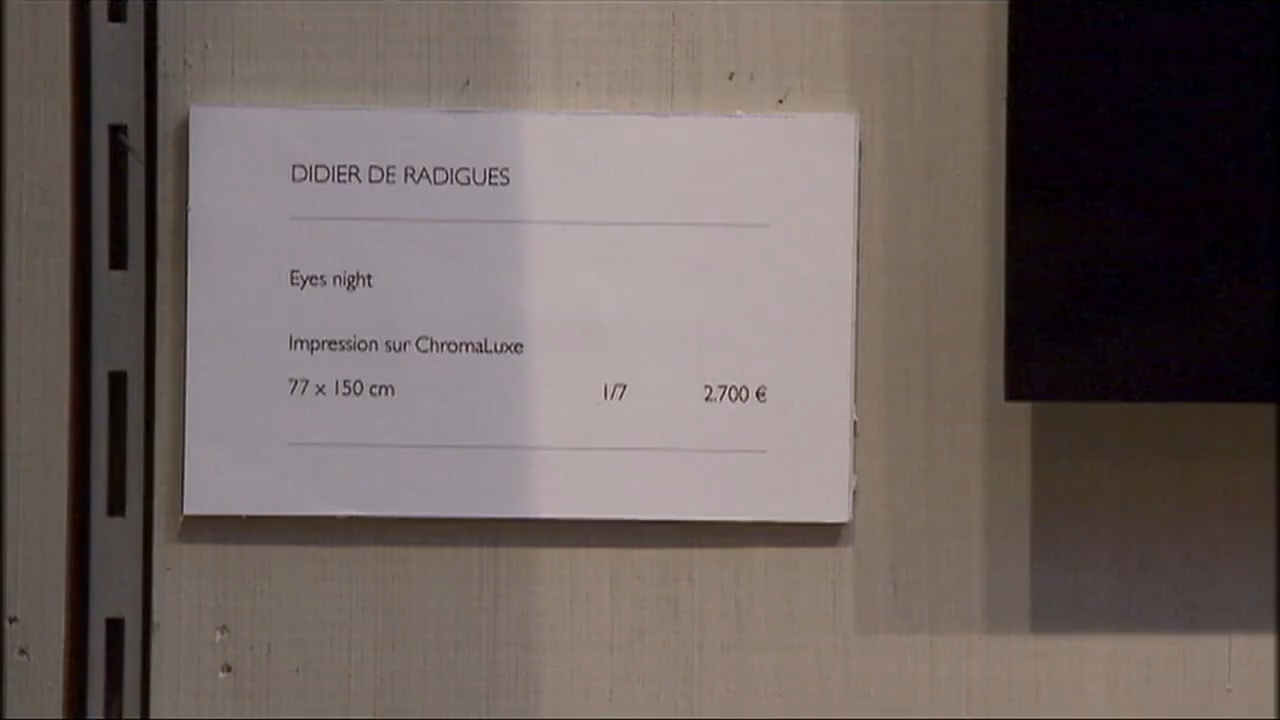 DIDIER DE RADIGUES
Eyes night
Impression sur ChromaLuxe
77 x 150 cm 1/7 2.700 €